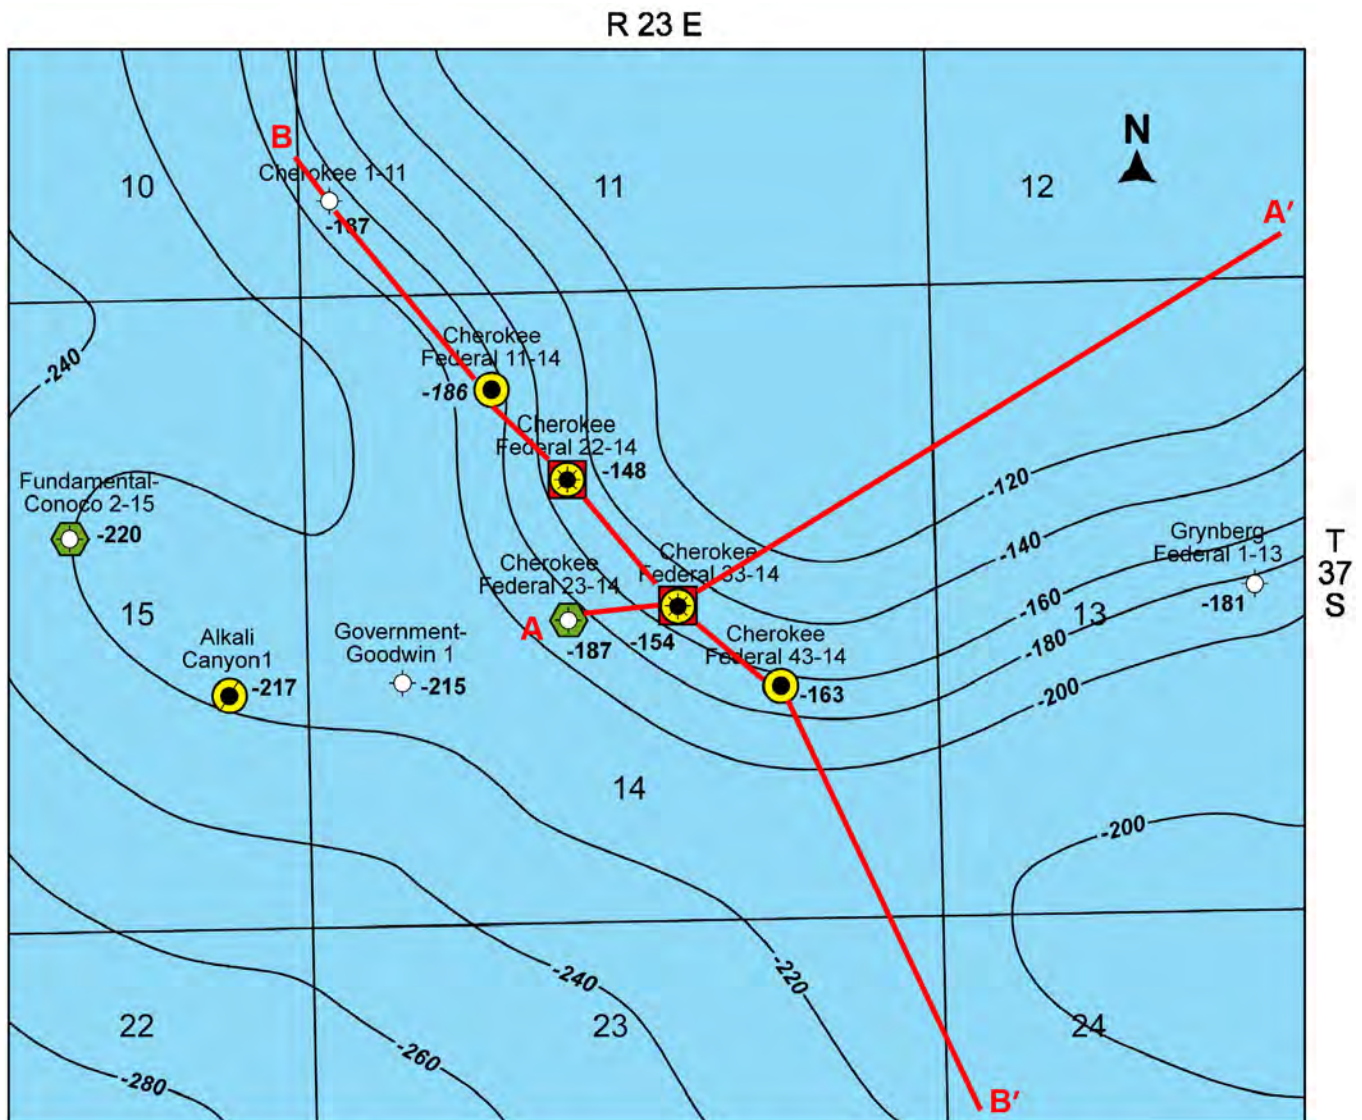 R 23 E
N
B
Cherokee 1-11
-187
10
11
12
A'
Cherokee
Federal 11-14
-186
-240
Cherokee
Federal 22-14
-148
Fundamental-
Conoco 2-15
-220
-120
-140
Grynberg
Federal 1-13
-181
T
37
S
Cherokee
Federal 23-14
-187
A
Cherokee
Federal 33-14
-154
-160
13
-180
-200
15
Alkali
Canyon1
-217
Government-
Goodwin 1
-215
Cherokee
Federal 43-14
-163
14
-200
-220
-240
22
23
24
-260
-280
B'